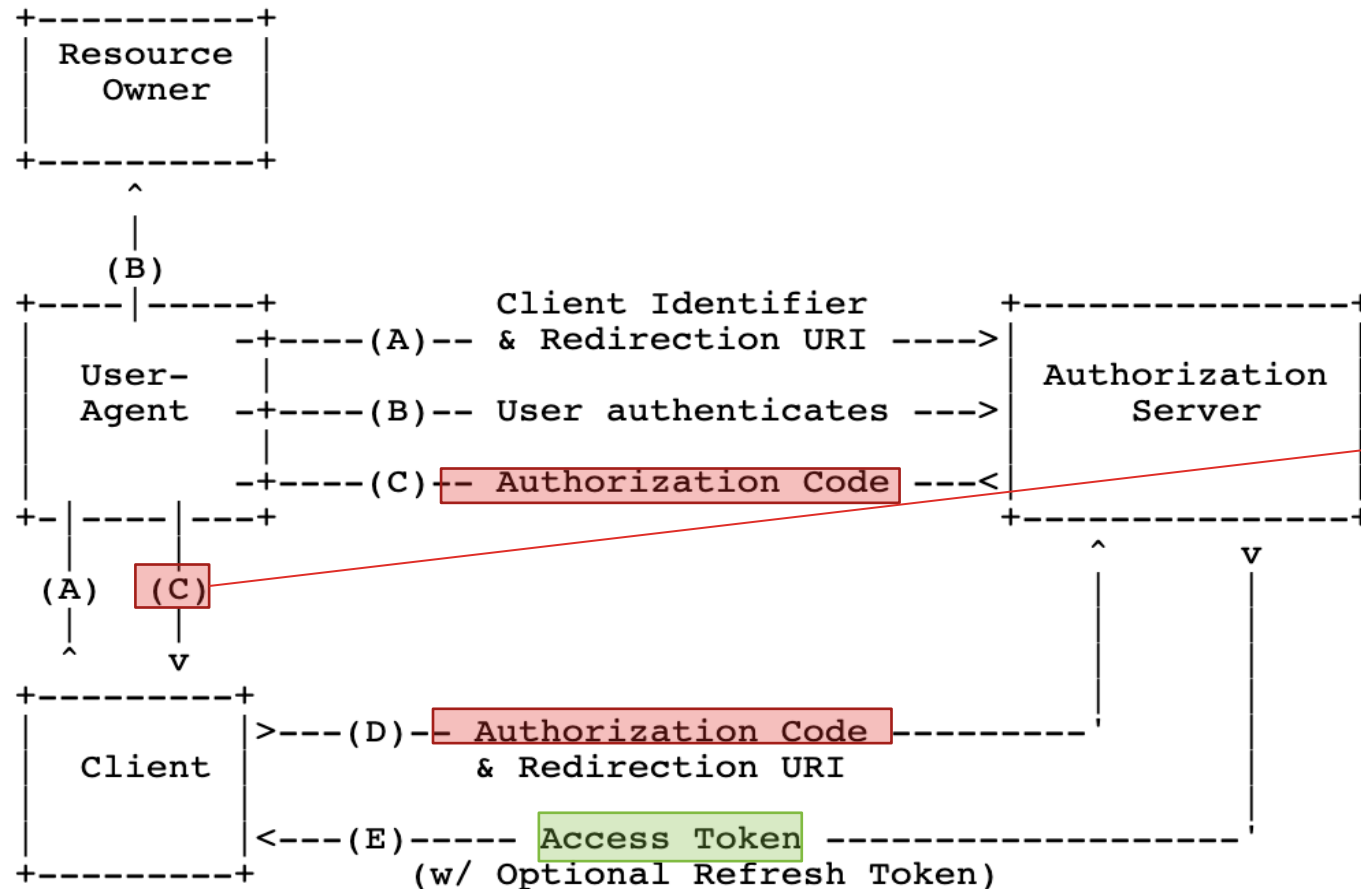 +----------+
| Resource |
| Owner |
| |
+----------+
^
|
(B)
+----|-----+ Client Identifier +---------------+
| -+----(A)-- & Redirection URI ---->| |
| User- | | Authorization |
| Agent -+----(B)-- User authenticates --->| Server |
| | | |
| -+----(C)-- Authorization Code ---<| |
+-|----|---+ +---------------+
| | ^ v
(A) (C) | |
| | | |
^ v | |
+---------+ | |
| |>---(D)-- Authorization Code ---------' |
| Client | & Redirection URI |
| | |
| |<---(E)----- Access Token -------------------'
+---------+ (w/ Optional Refresh Token)